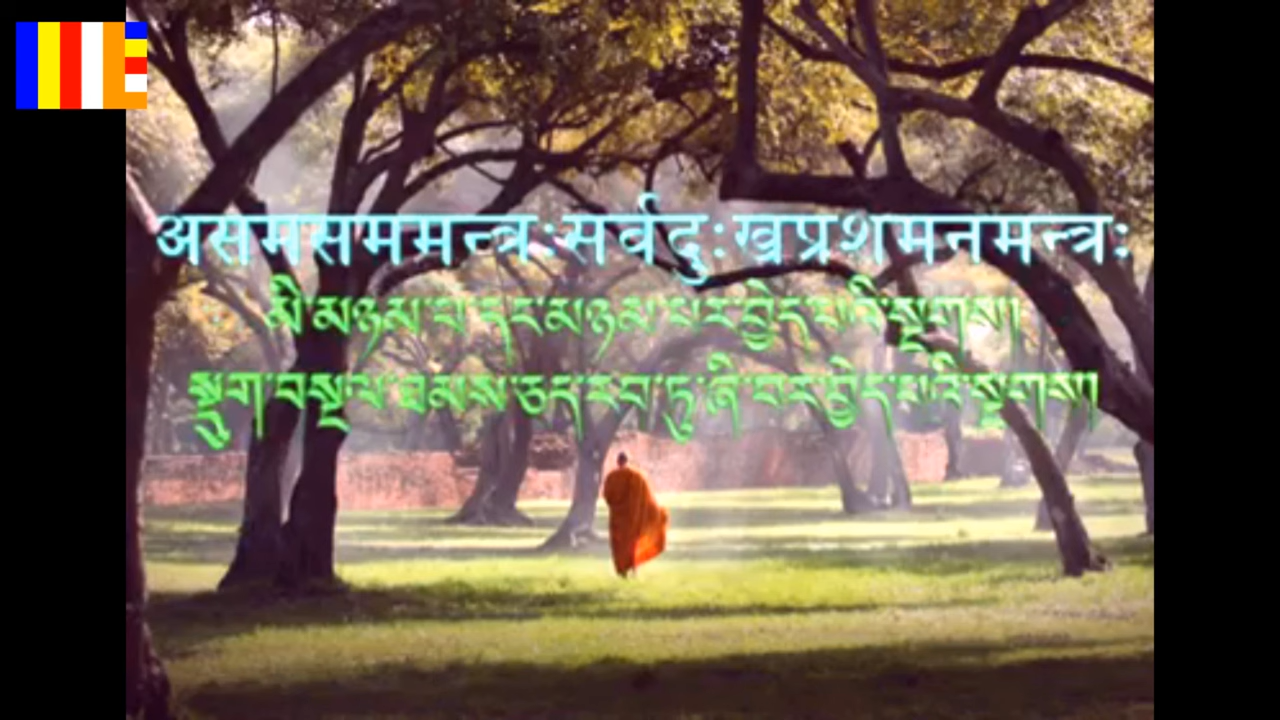 असमसममन्त्रःसर्वदुःखप्रशमनमन्त्रः
མི་མཉམ་པ་དང་མཉམ་པར་བྱེད་པའི་སྔགས།
སྡུག་བསྔལ་ཐམས་ཅད་རབ་ཏུ་ཞི་བར་བྱེད་པའི་སྔགས།